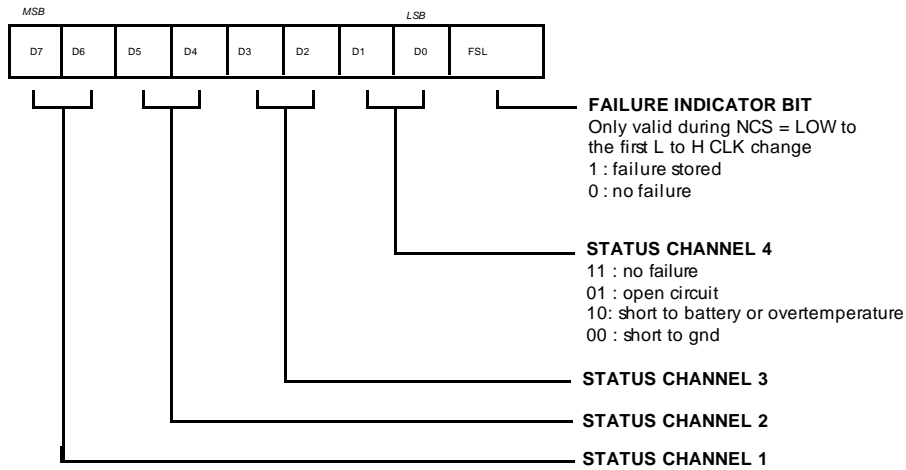 MSB LSB
D7 D6 D5 D4 D3 D2 D1 D0 FSL
FAILURE INDICATOR BIT
Only valid during NCS = LOW to
the first L to H CLK change
1 : failure stored
0 : no failure
STATUS CHANNEL 4
11 : no failure
01 : open circuit
10: short to battery or overtemperature
00 : short to gnd
STATUS CHANNEL 3
STATUS CHANNEL 2
STATUS CHANNEL 1